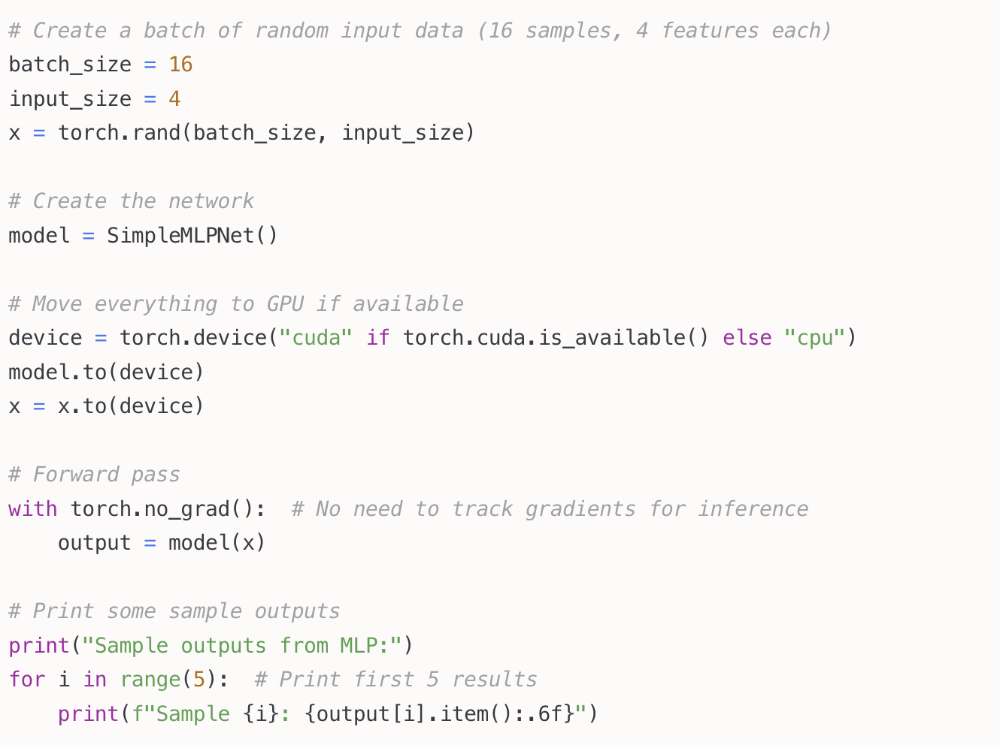 # Create a batch of random input data (16 samples, 4 features each)
batch_size = 16
input_size = 4
x = torch.rand(batch_size, input_size)

# Create the network
model = SimpleMLPNet()

# Move everything to GPU if available
device = torch.device("cuda" if torch.cuda.is_available() else "cpu")
model.to(device)
x = x.to(device)

# Forward pass
with torch.no_grad():  # No need to track gradients for inference
    output = model(x)

# Print some sample outputs
print("Sample outputs from MLP:")
for i in range(5):  # Print first 5 results
    print(f"Sample {i}: {output[i].item():.6f}")